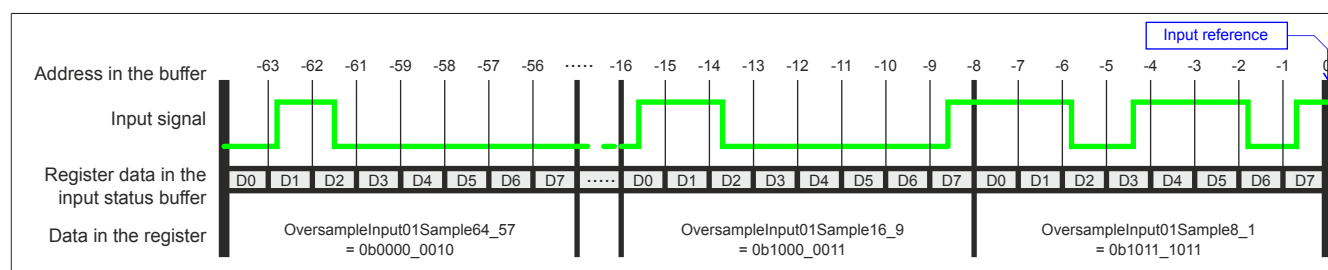 Input reference
Address in the buffer -63 -62 -61 -59 -58 -57 -56 ..... -16 -15 -14 -13 -12 -11 -10 -9 -8 -7 -6 -5 -4 -3 -2 -1 0
Input signal
Register data in the
input status buffer
D0 D1 D2 D3 D4 D5 D6 D7 ..... D0 D1 D2 D3 D4 D5 D6 D7 D0 D1 D2 D3 D4 D5 D6 D7
Data in the register
OversampleInput01Sample64_57
= 0b0000_0010
OversampleInput01Sample16_9
= 0b1000_0011
OversampleInput01Sample8_1
= 0b1011_1011